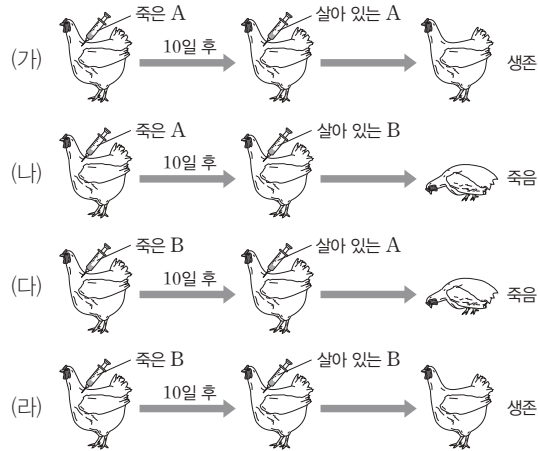 죽은 A 살아 있는 A
(가) 10일 후 생존
죽은 A 살아 있는 B
(나) 10일 후 죽음
죽은 B 살아 있는 A
(다) 10일 후 죽음
죽은 B 살아 있는 B
(라) 10일 후 생존